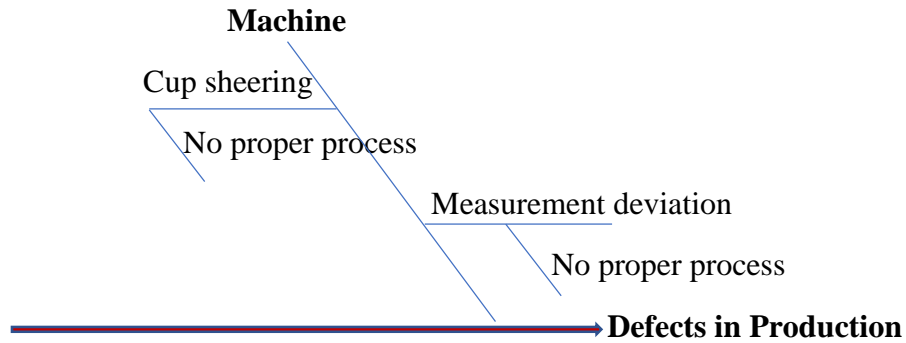 Machine
Cup sheering
No proper process
Measurement deviation
No proper process
Defects in Production